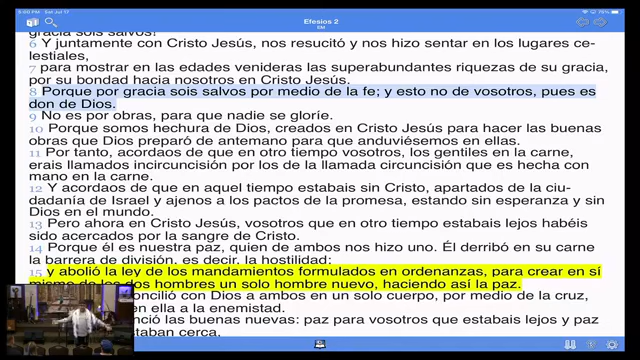 5:00 PM Sat Jul 17
79%
Efesios 2
gracia sois salvos!
6 Y juntamente con Cristo Jesús, nos resucitó y nos hizo sentar en los lugares ce-
lestiales,
7 para mostrar en las edades venideras las superabundantes riquezas de su gracia,
por su bondad hacia nosotros en Cristo Jesús.
8 Porque por gracia sois salvos por medio de la fe; y esto no de vosotros, pues es
don de Dios.
9 No es por obras, para que nadie se gloríe.
10 Porque somos hechura de Dios, creados en Cristo Jesús para hacer las buenas
obras que Dios preparó de antemano para que anduviésemos en ellas.
11 Por tanto, acordaos de que en otro tiempo vosotros, los gentiles en la carne,
erais llamados incircuncisión por los de la llamada circuncisión que es hecha con
mano en la carne.
12 Y acordaos de que en aquel tiempo estabais sin Cristo, apartados de la ciu-
dadanía de Israel y ajenos a los pactos de la promesa, estando sin esperanza y sin
Dios en el mundo.
13 Pero ahora en Cristo Jesús, vosotros que en otro tiempo estabais lejos habéis
sido acercados por la sangre de Cristo.
14 Porque él es nuestra paz, quien de ambos nos hizo uno. Él derribó en su carne
la barrera de división, es decir, la hostilidad;
15 y abolió la ley de los mandamientos formulados en ordenanzas, para crear en sí
mismo de los dos hombres un solo hombre nuevo, haciendo así la paz.
concilió con Dios a ambos en un solo cuerpo, por medio de la cruz,
en ella a la enemistad.
nció las buenas nuevas: paz para vosotros que estabais lejos y paz
estaban cerca.